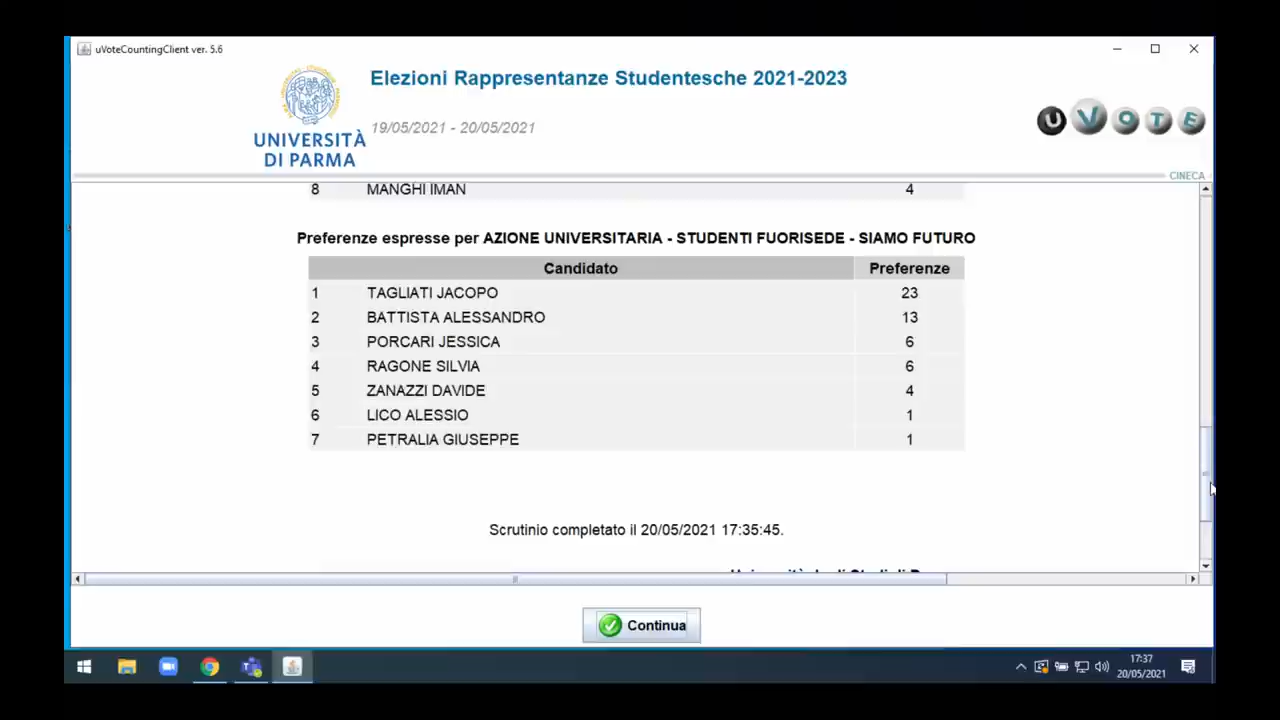 uVoteCountingClient ver. 5.6
Elezioni Rappresentanze Studentesche 2021-2023
19/05/2021 - 20/05/2021
UNIVERSITÀ
DI PARMA
U V O T E
CINECA
8 MANGHI IMAN 4
Preferenze espresse per AZIONE UNIVERSITARIA - STUDENTI FUORISEDE - SIAMO FUTURO
Candidato Preferenze
1 TAGLIATI JACOPO 23
2 BATTISTA ALESSANDRO 13
3 PORCARI JESSICA 6
4 RAGONE SILVIA 6
5 ZANAZZI DAVIDE 4
6 LICO ALESSIO 1
7 PETRALIA GIUSEPPE 1
Scrutinio completato il 20/05/2021 17:35:45.
Continua
17:37
20/05/2021